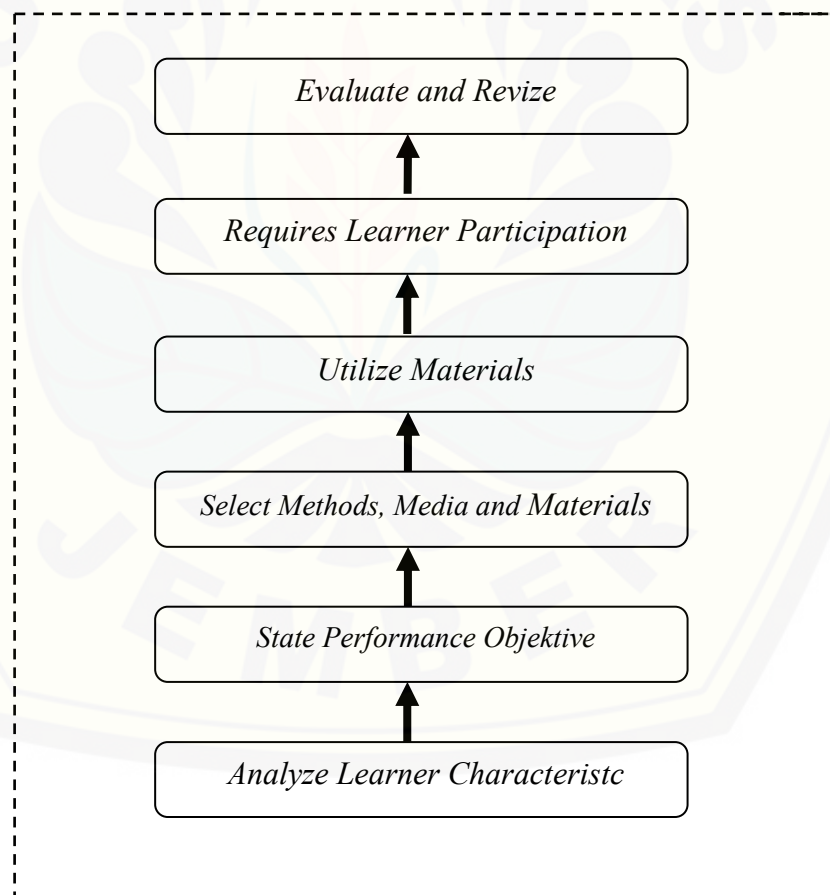 Evaluate and Revize
Requires Learner Participation
Utilize Materials
Select Methods, Media and Materials
State Performance Objektive
Analyze Learner Characteristc
JEMBER